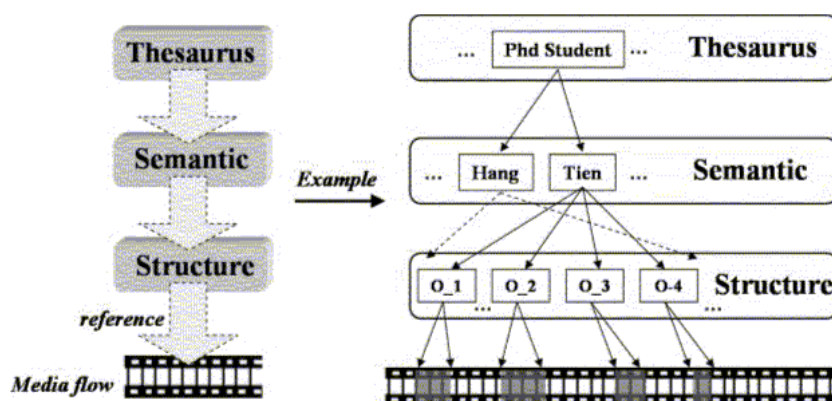 Thesaurus
Semantic
Structure
reference
Media flow
Example
... Phd Student ... Thesaurus
... Hang Tien ... Semantic
O_1 ... O_2 O_3 O-4 ... Structure